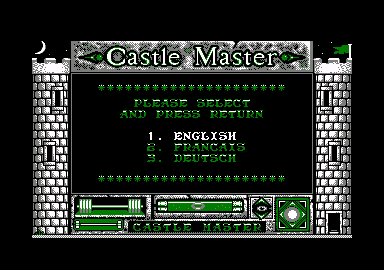 Castle Master
* * * * * * * * * * * * * * *
PLEASE SELECT
AND PRESS RETURN
1. ENGLISH
2. FRANCAIS
3. DEUTSCH
* * * * * * * * * * * * * * *
CASTLE MASTER